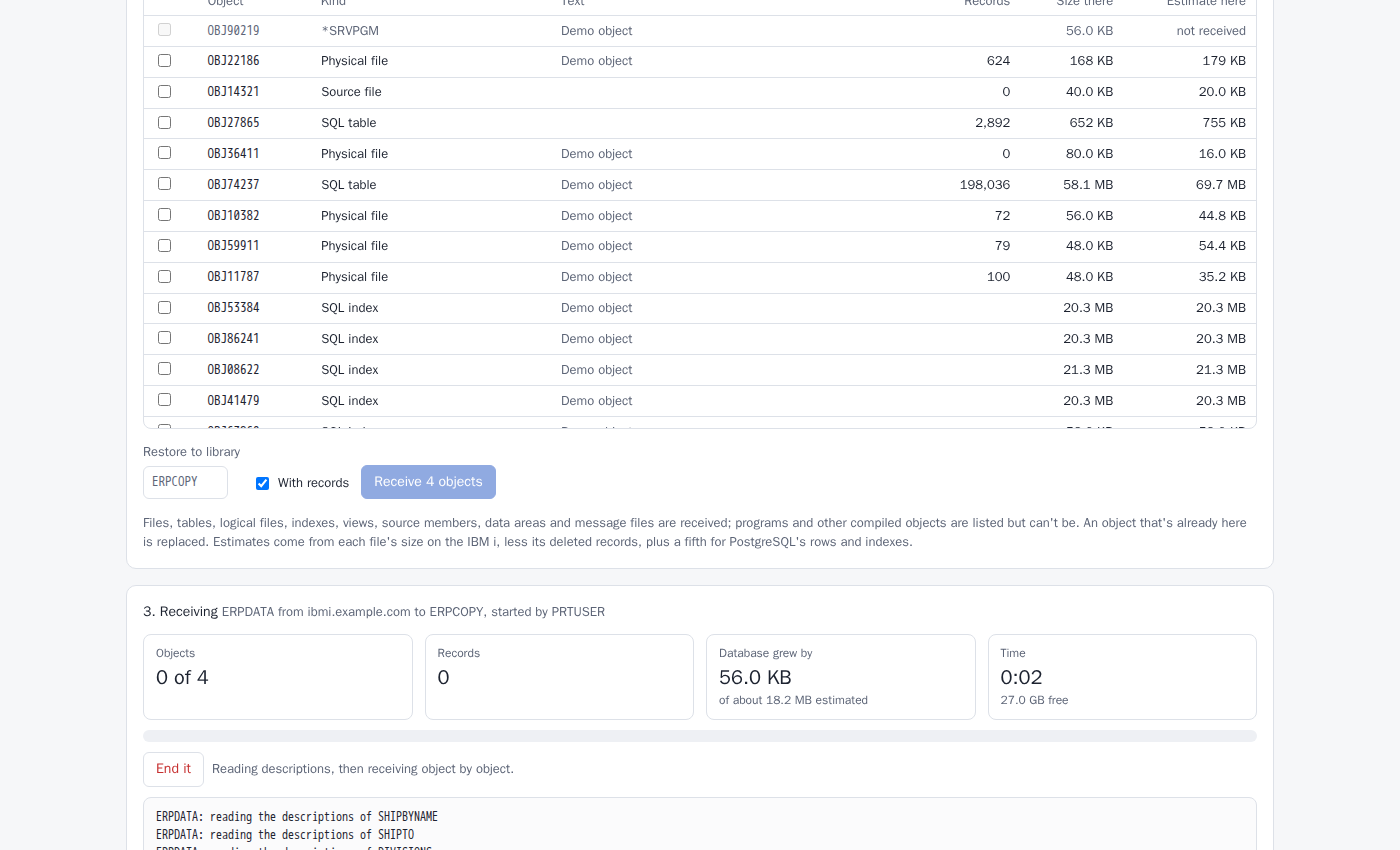 Object Kind Text Records Size there Estimate here
OBJ90219 *SRVPGM Demo object 56.0 KB not received
OBJ22186 Physical file Demo object 624 168 KB 179 KB
OBJ14321 Source file 0 40.0 KB 20.0 KB
OBJ27865 SQL table 2,892 652 KB 755 KB
OBJ36411 Physical file Demo object 0 80.0 KB 16.0 KB
OBJ74237 SQL table Demo object 198,036 58.1 MB 69.7 MB
OBJ10382 Physical file Demo object 72 56.0 KB 44.8 KB
OBJ59911 Physical file Demo object 79 48.0 KB 54.4 KB
OBJ11787 Physical file Demo object 100 48.0 KB 35.2 KB
OBJ53384 SQL index Demo object 20.3 MB 20.3 MB
OBJ86241 SQL index Demo object 20.3 MB 20.3 MB
OBJ08622 SQL index Demo object 21.3 MB 21.3 MB
OBJ41479 SQL index Demo object 20.3 MB 20.3 MB
Restore to library
ERPCOPY With records Receive 4 objects
Files, tables, logical files, indexes, views, source members, data areas and message files are received; programs and other compiled objects are listed but can't be. An object that's already here
is replaced. Estimates come from each file's size on the IBM i, less its deleted records, plus a fifth for PostgreSQL's rows and indexes.
3. Receiving ERPDATA from ibmi.example.com to ERPCOPY, started by PRTUSER
Objects Records Database grew by Time
0 of 4 0 56.0 KB 0:02
of about 18.2 MB estimated 27.0 GB free
End it Reading descriptions, then receiving object by object.
ERPDATA: reading the descriptions of SHIPBYNAME
ERPDATA: reading the descriptions of SHIPTO